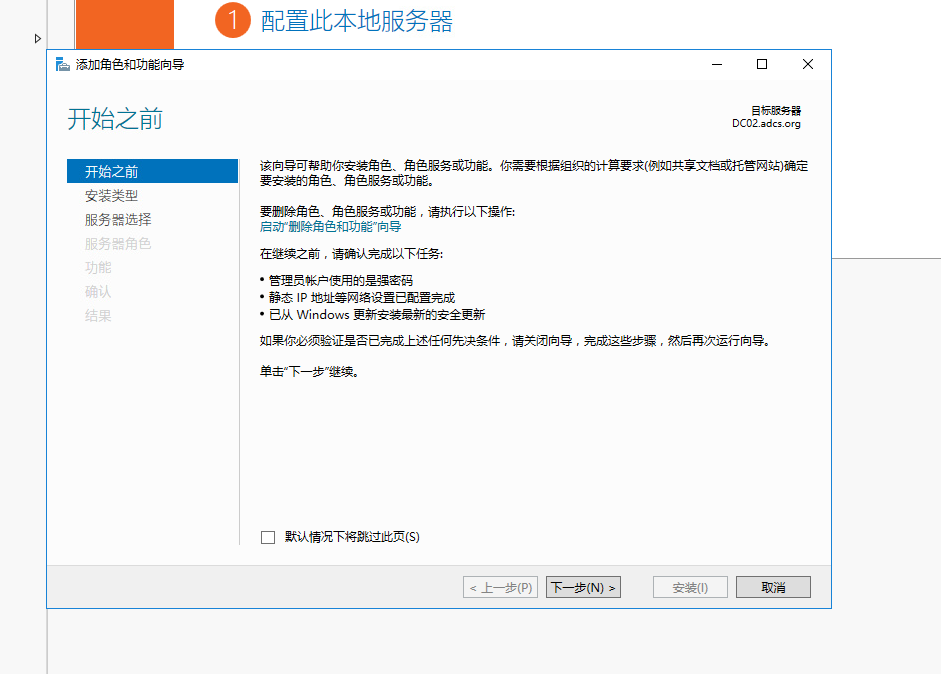 1 配置此本地服务器
添加角色和功能向导
开始之前
目标服务器
DC02.adcs.org
开始之前
安装类型
服务器选择
服务器角色
功能
确认
结果
该向导可帮助你安装角色、角色服务或功能。你需要根据组织的计算要求(例如共享文档或托管网站)确定
要安装的角色、角色服务或功能。
要删除角色、角色服务或功能，请执行以下操作:
启动“删除角色和功能”向导
在继续之前，请确认完成以下任务:
• 管理员帐户使用的是强密码
• 静态 IP 地址等网络设置已配置完成
• 已从 Windows 更新安装最新的安全更新
如果你必须验证是否已完成上述任何先决条件，请关闭向导，完成这些步骤，然后再次运行向导。
单击“下一步”继续。
默认情况下将跳过此页(S)
< 上一步(P) 下一步(N) > 安装(I) 取消